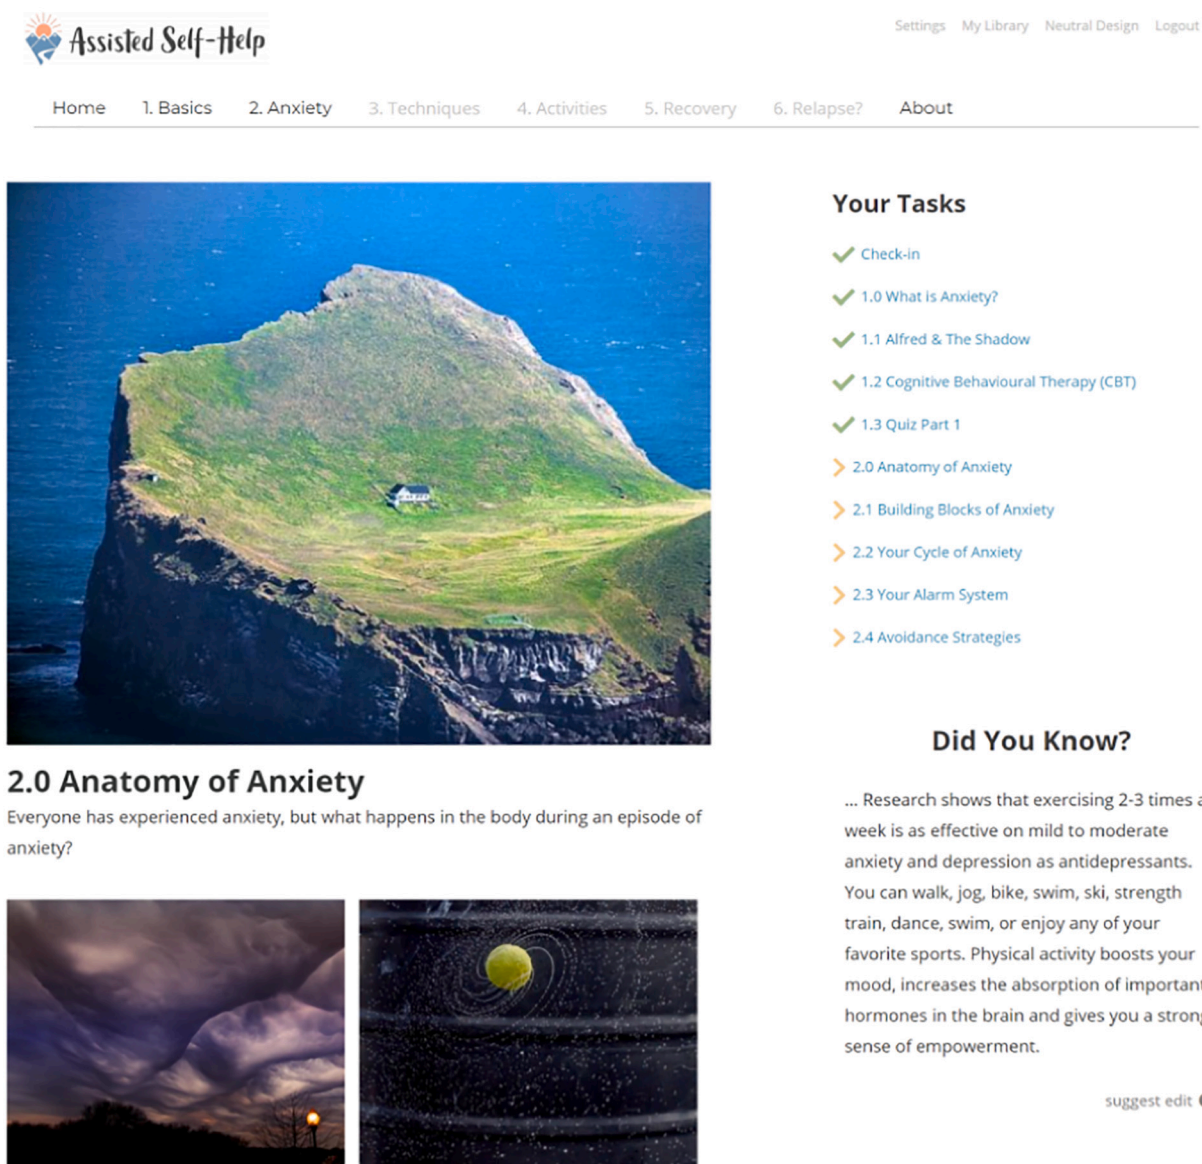 Assisted Self-Help
Settings My Library Neutral Design Logout
Home 1. Basics 2. Anxiety 3. Techniques 4. Activities 5. Recovery 6. Relapse? About
Your Tasks
Check-in
1.0 What is Anxiety?
1.1 Alfred & The Shadow
1.2 Cognitive Behavioural Therapy (CBT)
1.3 Quiz Part 1
2.0 Anatomy of Anxiety
2.1 Building Blocks of Anxiety
2.2 Your Cycle of Anxiety
2.3 Your Alarm System
2.4 Avoidance Strategies
2.0 Anatomy of Anxiety
Everyone has experienced anxiety, but what happens in the body during an episode of
anxiety?
Did You Know?
... Research shows that exercising 2-3 times a
week is as effective on mild to moderate
anxiety and depression as antidepressants.
You can walk, jog, bike, swim, ski, strength
train, dance, swim, or enjoy any of your
favorite sports. Physical activity boosts your
mood, increases the absorption of important
hormones in the brain and gives you a strong
sense of empowerment.
suggest edit